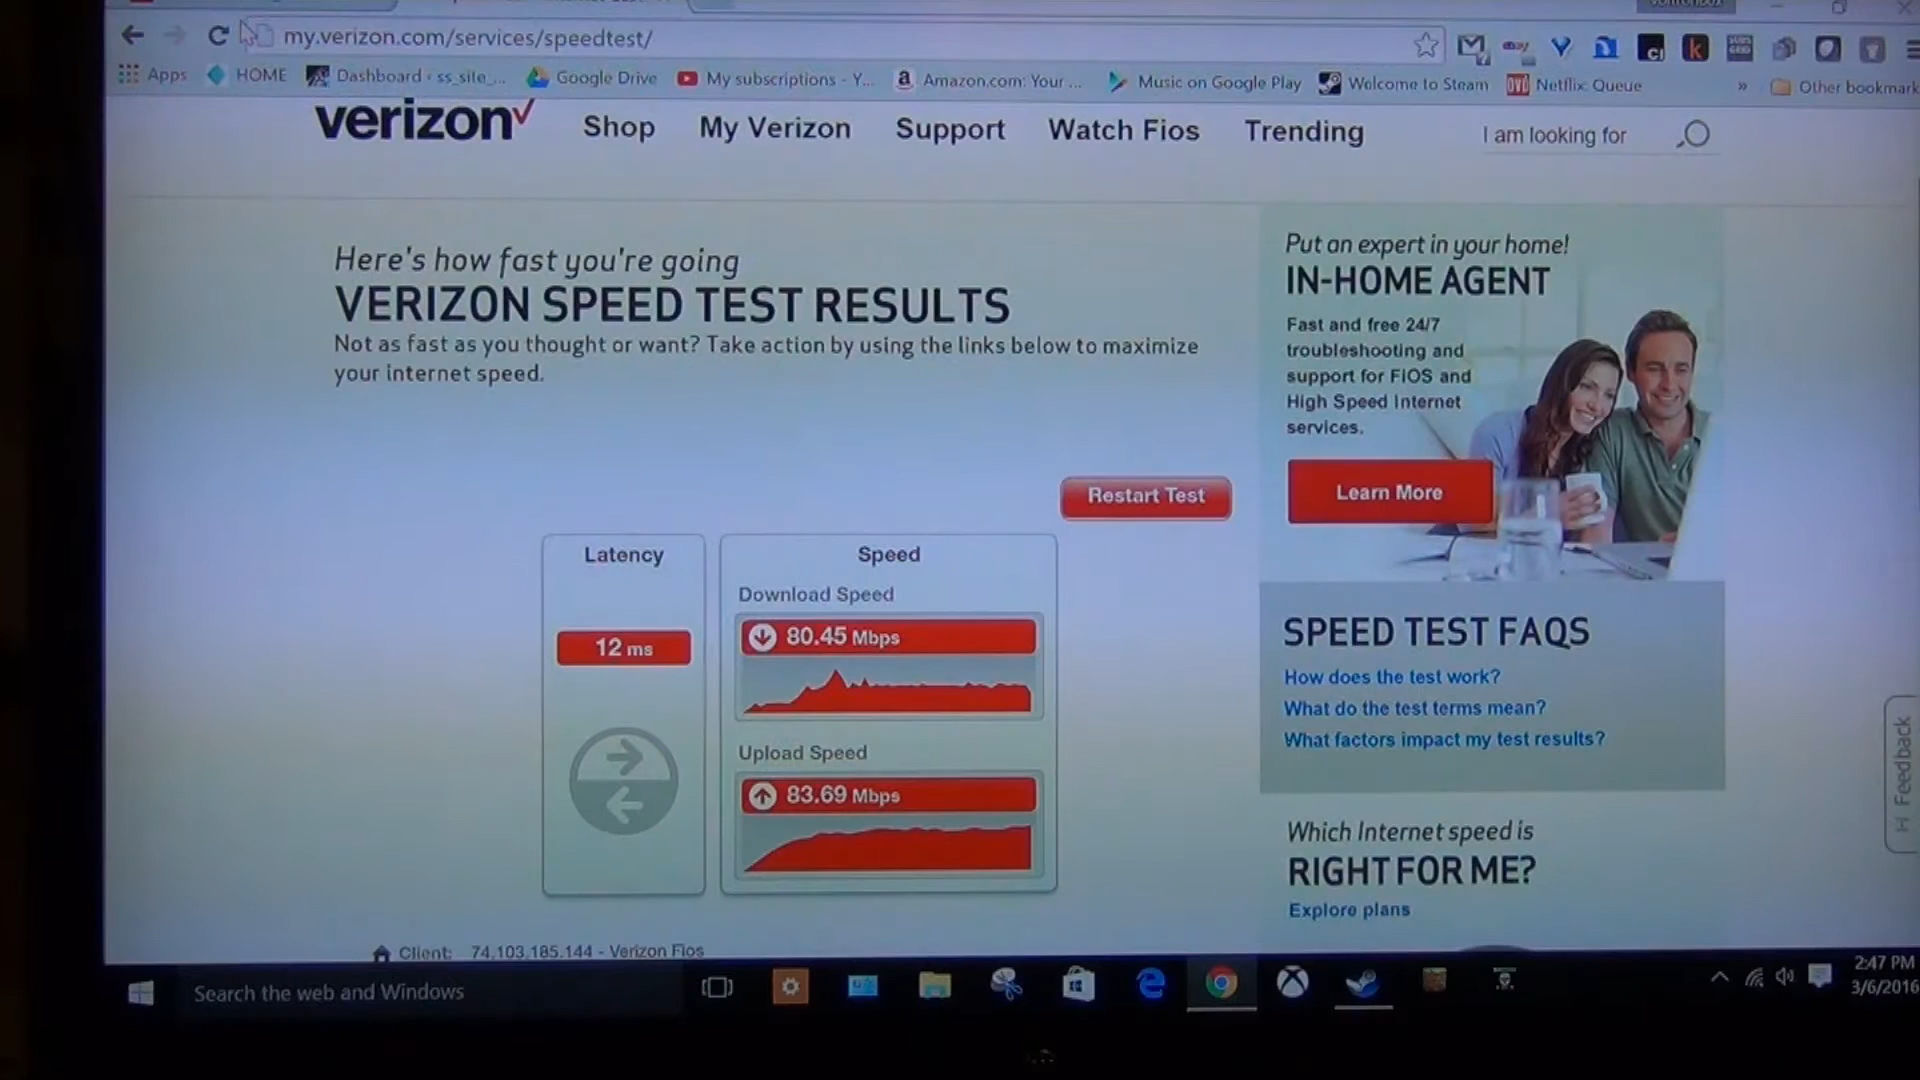 my.verizon.com/services/speedtest/
Apps
HOME
Dashboard ‹ ss_site_...
Google Drive
My subscriptions - Y...
Amazon.com: Your ...
Music on Google Play
Welcome to Steam
Netflix Queue
»
Other bookmark
verizon
Shop
My Verizon
Support
Watch Fios
Trending
I am looking for
Here's how fast you're going
VERIZON SPEED TEST RESULTS
Not as fast as you thought or want? Take action by using the links below to maximize
your internet speed.
Restart Test
Latency
12 ms
Speed
Download Speed
80.45 Mbps
Upload Speed
83.69 Mbps
Client: 74.103.185.144 - Verizon Fios
Put an expert in your home!
IN-HOME AGENT
Fast and free 24/7
troubleshooting and
support for FIOS and
High Speed Internet
services.
Learn More
SPEED TEST FAQS
How does the test work?
What do the test terms mean?
What factors impact my test results?
Which Internet speed is
RIGHT FOR ME?
Explore plans
Feedback
Search the web and Windows
2:47 PM
3/6/2016